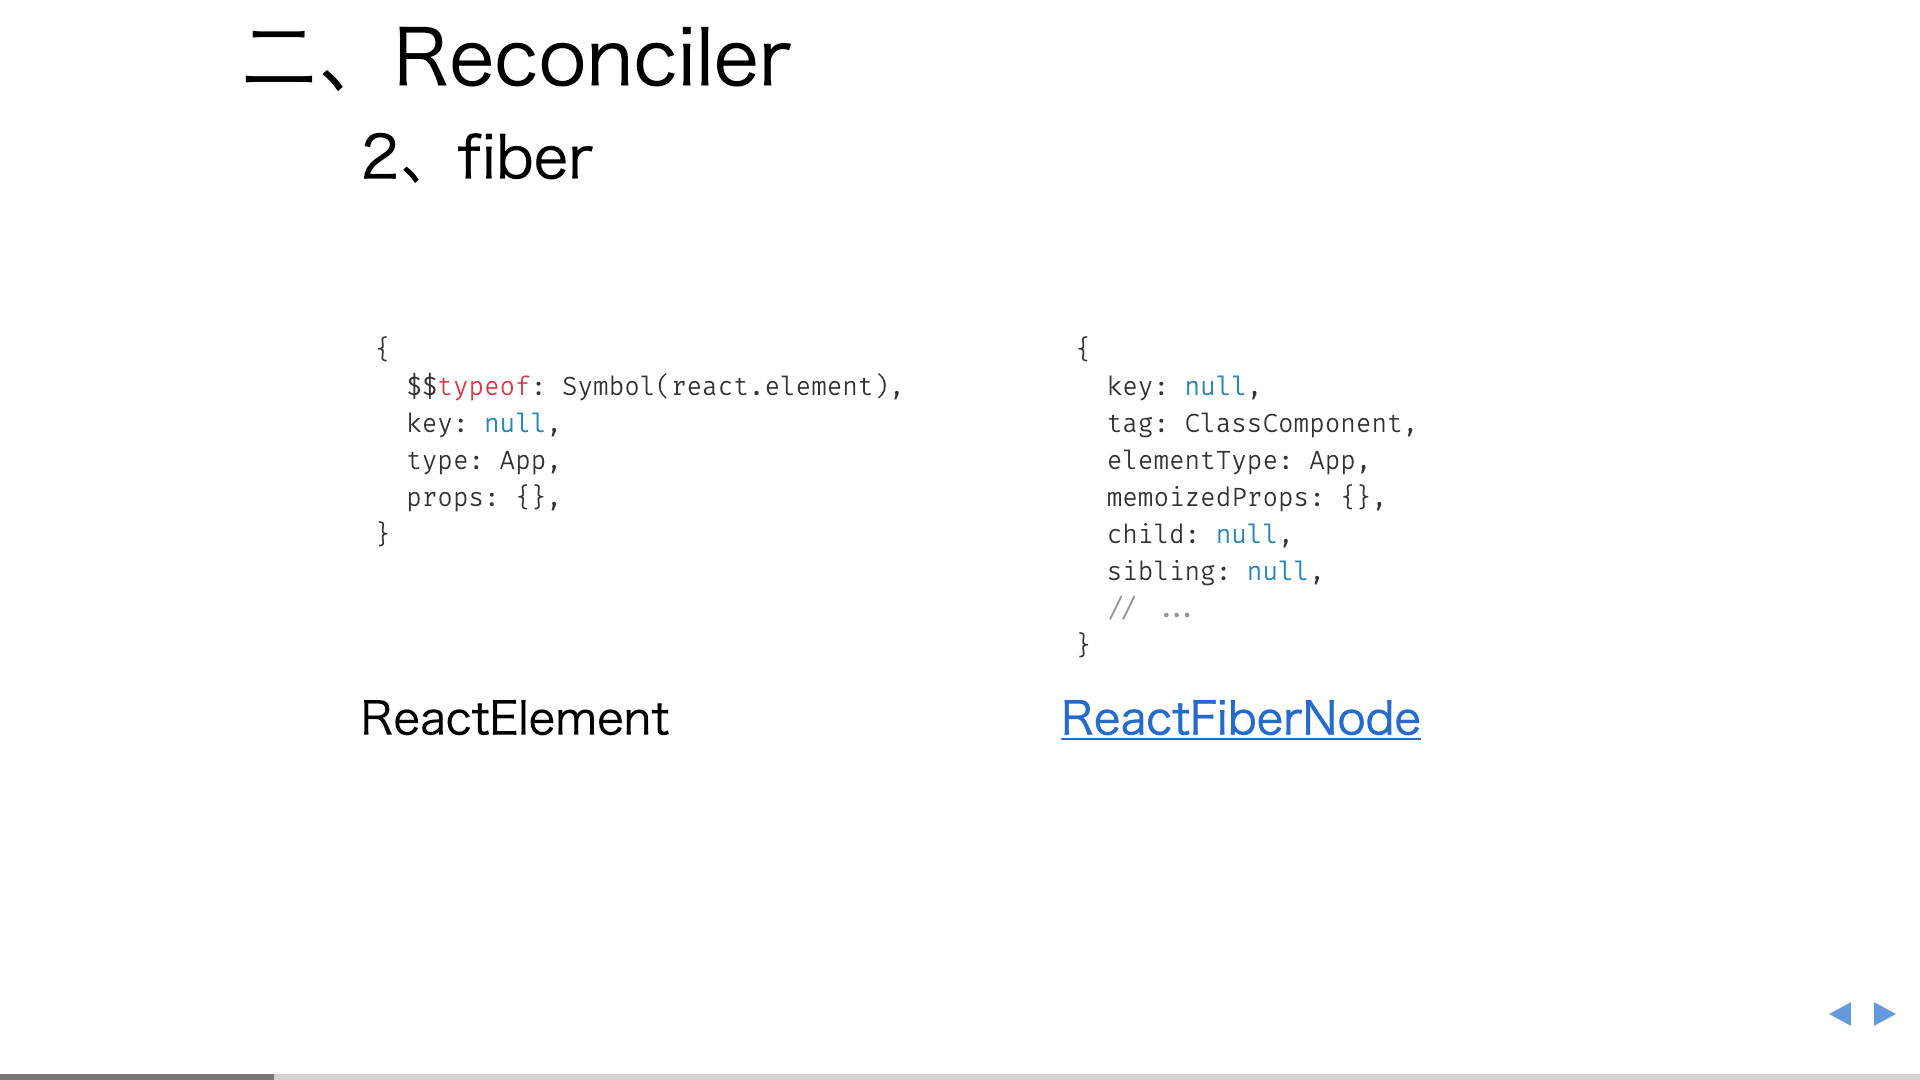 二、Reconciler
2、fiber
{
  $$typeof: Symbol(react.element),
  key: null,
  type: App,
  props: {},
}
ReactElement
{
  key: null,
  tag: ClassComponent,
  elementType: App,
  memoizedProps: {},
  child: null,
  sibling: null,
  // ...
}
ReactFiberNode